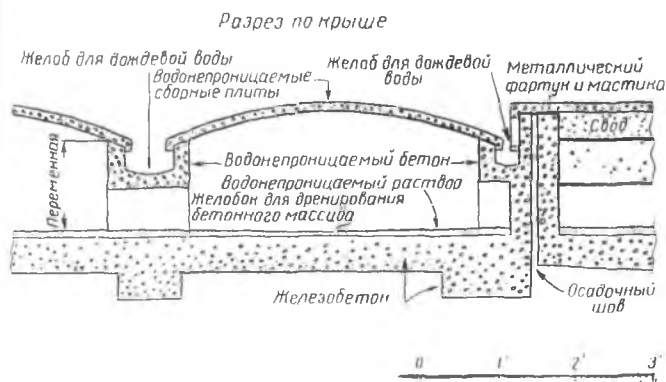 Разрез по крыше
Желоб для дождевой воды
Водонепроницаемые
сборные плиты
Желоб для дождевой
воды
Металлический
фартук и мастика
Свод
Переменная
Водонепроницаемый бетон
Водонепроницаемый раствор
Желобок для дренирования
бетонного массива
Железобетон
Осадочный
шов
0 1' 2' 3'